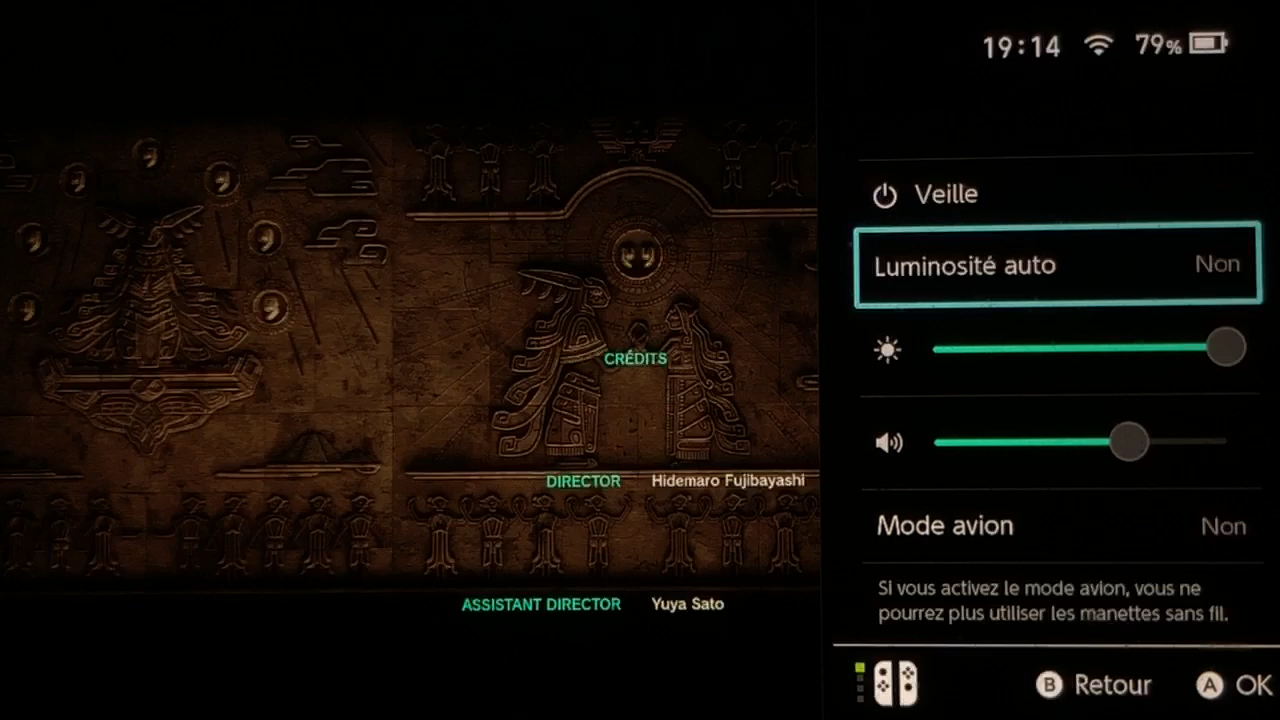 19:14 79%
Veille
Luminosité auto Non
CRÉDITS
DIRECTOR Hidemaro Fujibayashi
Mode avion Non
Si vous activez le mode avion, vous ne
pourrez plus utiliser les manettes sans fil.
ASSISTANT DIRECTOR Yuya Sato
B Retour A OK